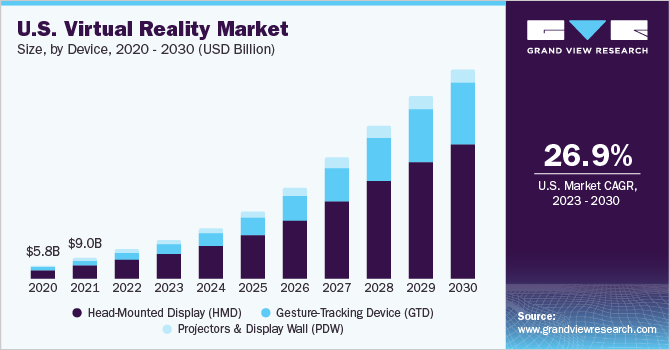 U.S. Virtual Reality Market
Size, by Device, 2020 - 2030 (USD Billion)
$5.8B
$9.0B
2020 2021 2022 2023 2024 2025 2026 2027 2028 2029 2030
Head-Mounted Display (HMD) Gesture-Tracking Device (GTD)
Projectors & Display Wall (PDW)
GRAND VIEW RESEARCH
26.9%
U.S. Market CAGR,
2023 - 2030
Source:
www.grandviewresearch.com